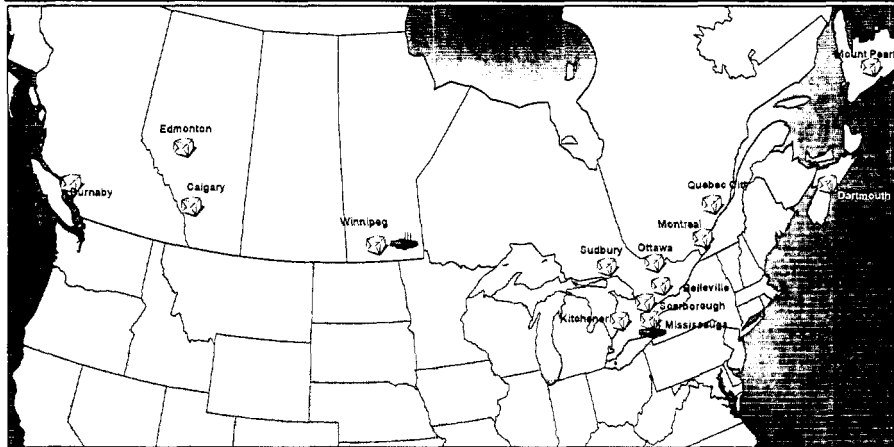 Mount Pearl
Edmonton
Burnaby
Calgary
Quebec City
Dartmouth
Winnipeg
Montreal
Sudbury
Ottawa
Belleville
Scarborough
Kitchener
Mississauga